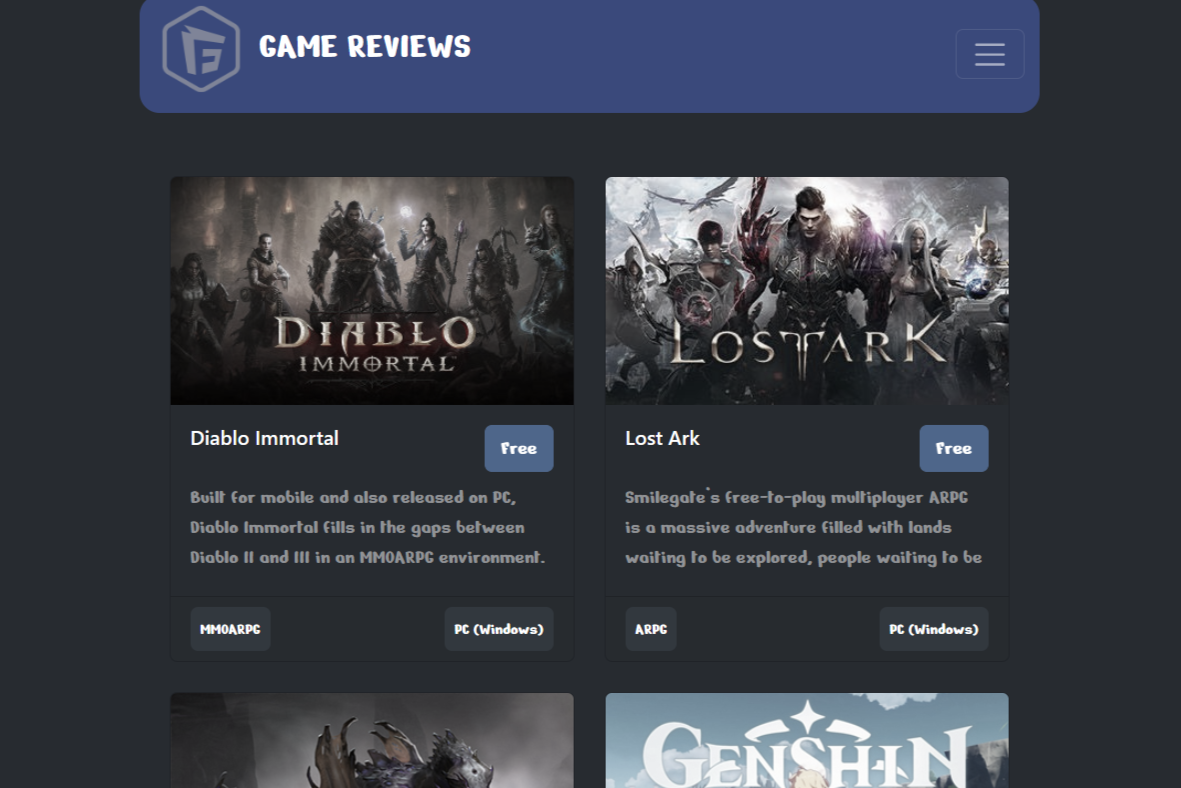 GAME REVIEWS
DIABLO
IMMORTAL
LOST ARK
Diablo Immortal
Free
Built for mobile and also released on PC,
Diablo Immortal fills in the gaps between
Diablo II and III in an MMOARPG environment.
MMOARPG
PC (Windows)
Lost Ark
Free
Smilegate's free-to-play multiplayer ARPG
is a massive adventure filled with lands
waiting to be explored, people waiting to be
ARPG
PC (Windows)
GENSHIN